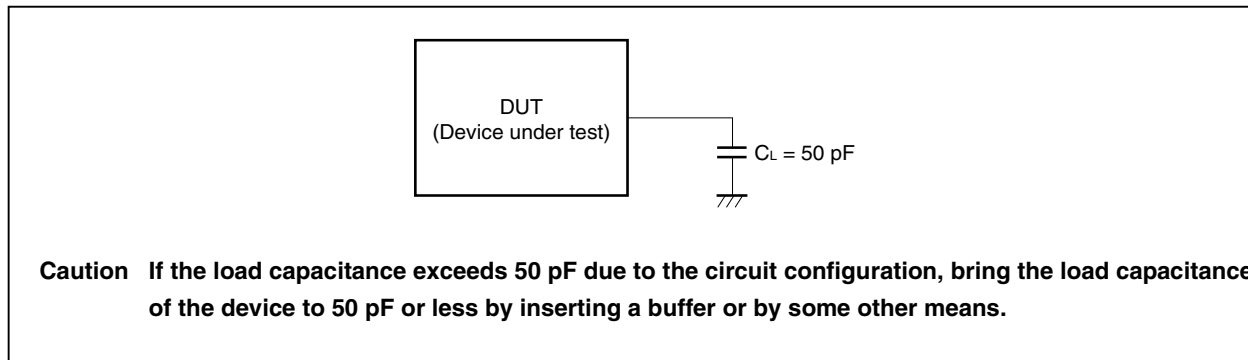 DUT
(Device under test)
CL = 50 pF
Caution If the load capacitance exceeds 50 pF due to the circuit configuration, bring the load capacitance
of the device to 50 pF or less by inserting a buffer or by some other means.